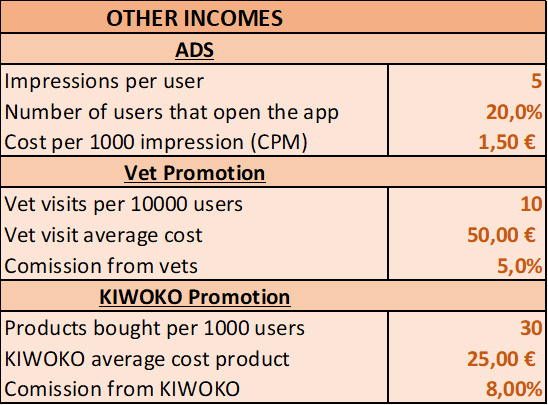 OTHER INCOMES
ADS
Impressions per user 5
Number of users that open the app 20,0%
Cost per 1000 impression (CPM) 1,50 €
Vet Promotion
Vet visits per 10000 users 10
Vet visit average cost 50,00 €
Comission from vets 5,0%
KIWOKO Promotion
Products bought per 1000 users 30
KIWOKO average cost product 25,00 €
Comission from KIWOKO 8,00%